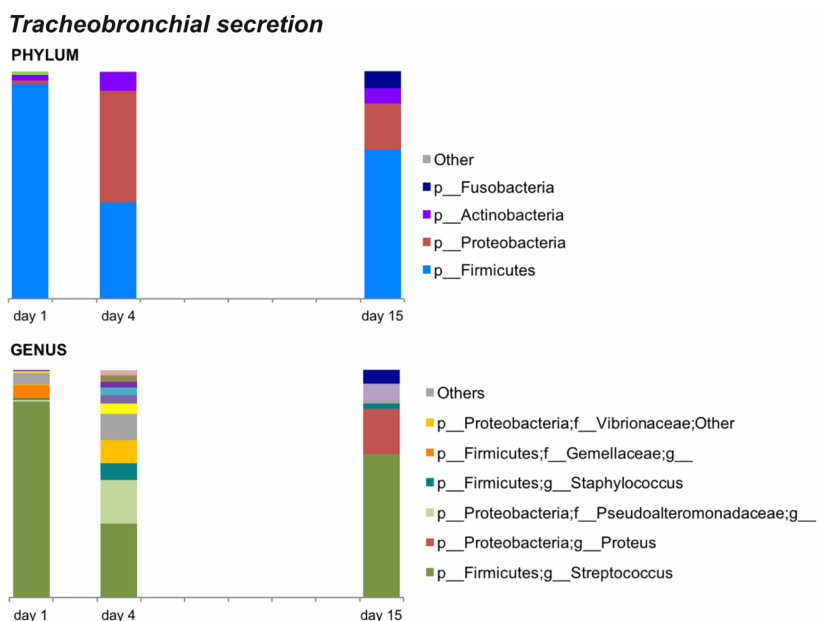 Tracheobronchial secretion
PHYLUM
Other
p__Fusobacteria
p__Actinobacteria
p__Proteobacteria
p__Firmicutes
day 1 day 4 day 15
GENUS
Others
p__Proteobacteria;f__Vibrionaceae;Other
p__Firmicutes;f__Gemellaceae;g__
p__Firmicutes;g__Staphylococcus
p__Proteobacteria;f__Pseudoalteromonadaceae;g__
p__Proteobacteria;g__Proteus
p__Firmicutes;g__Streptococcus
day 1 day 4 day 15